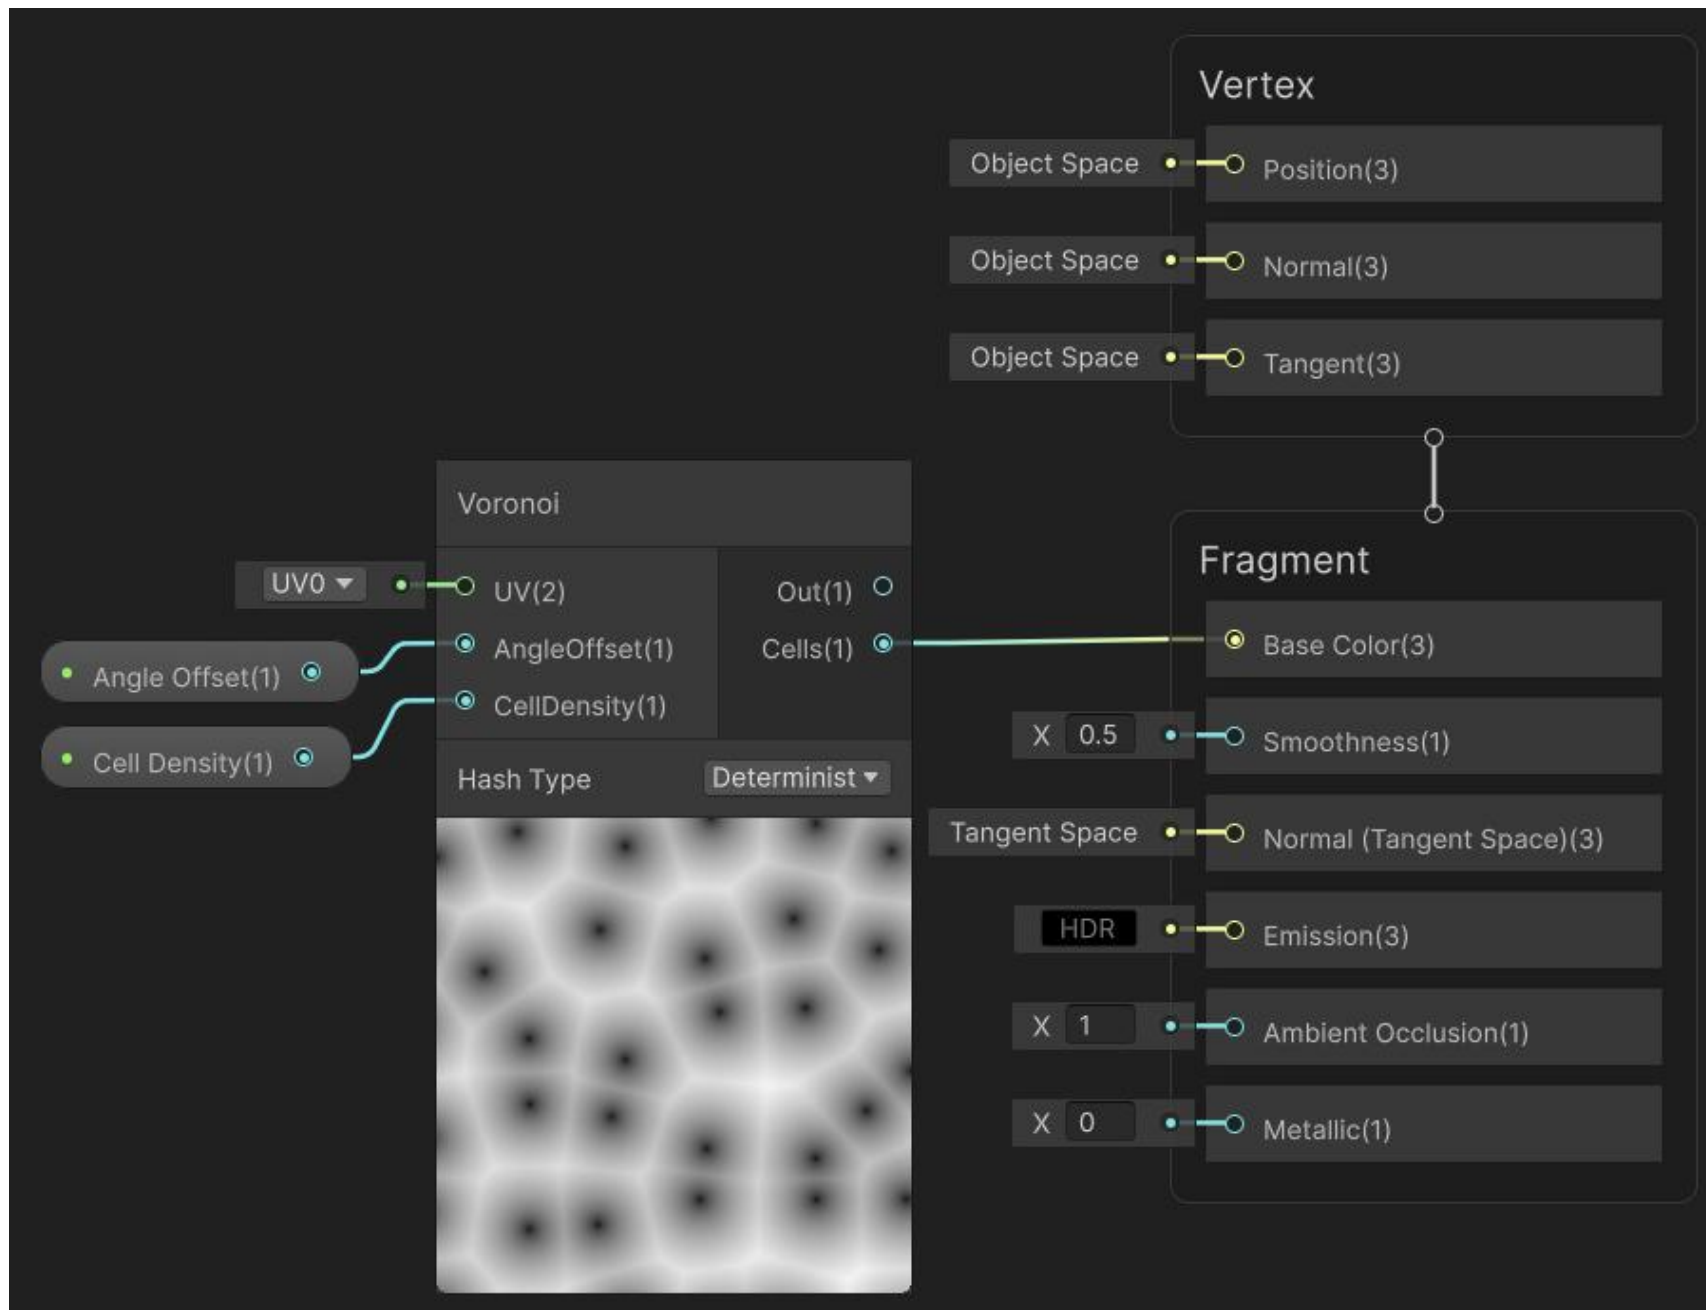 Vertex
Object Space
Position(3)
Object Space
Normal(3)
Object Space
Tangent(3)
Voronoi
UV0
UV(2)
Out(1)
Angle Offset(1)
AngleOffset(1)
Cells(1)
Cell Density(1)
CellDensity(1)
Hash Type
Determinist
Fragment
Base Color(3)
X 0.5
Smoothness(1)
Tangent Space
Normal (Tangent Space)(3)
HDR
Emission(3)
X 1
Ambient Occlusion(1)
X 0
Metallic(1)